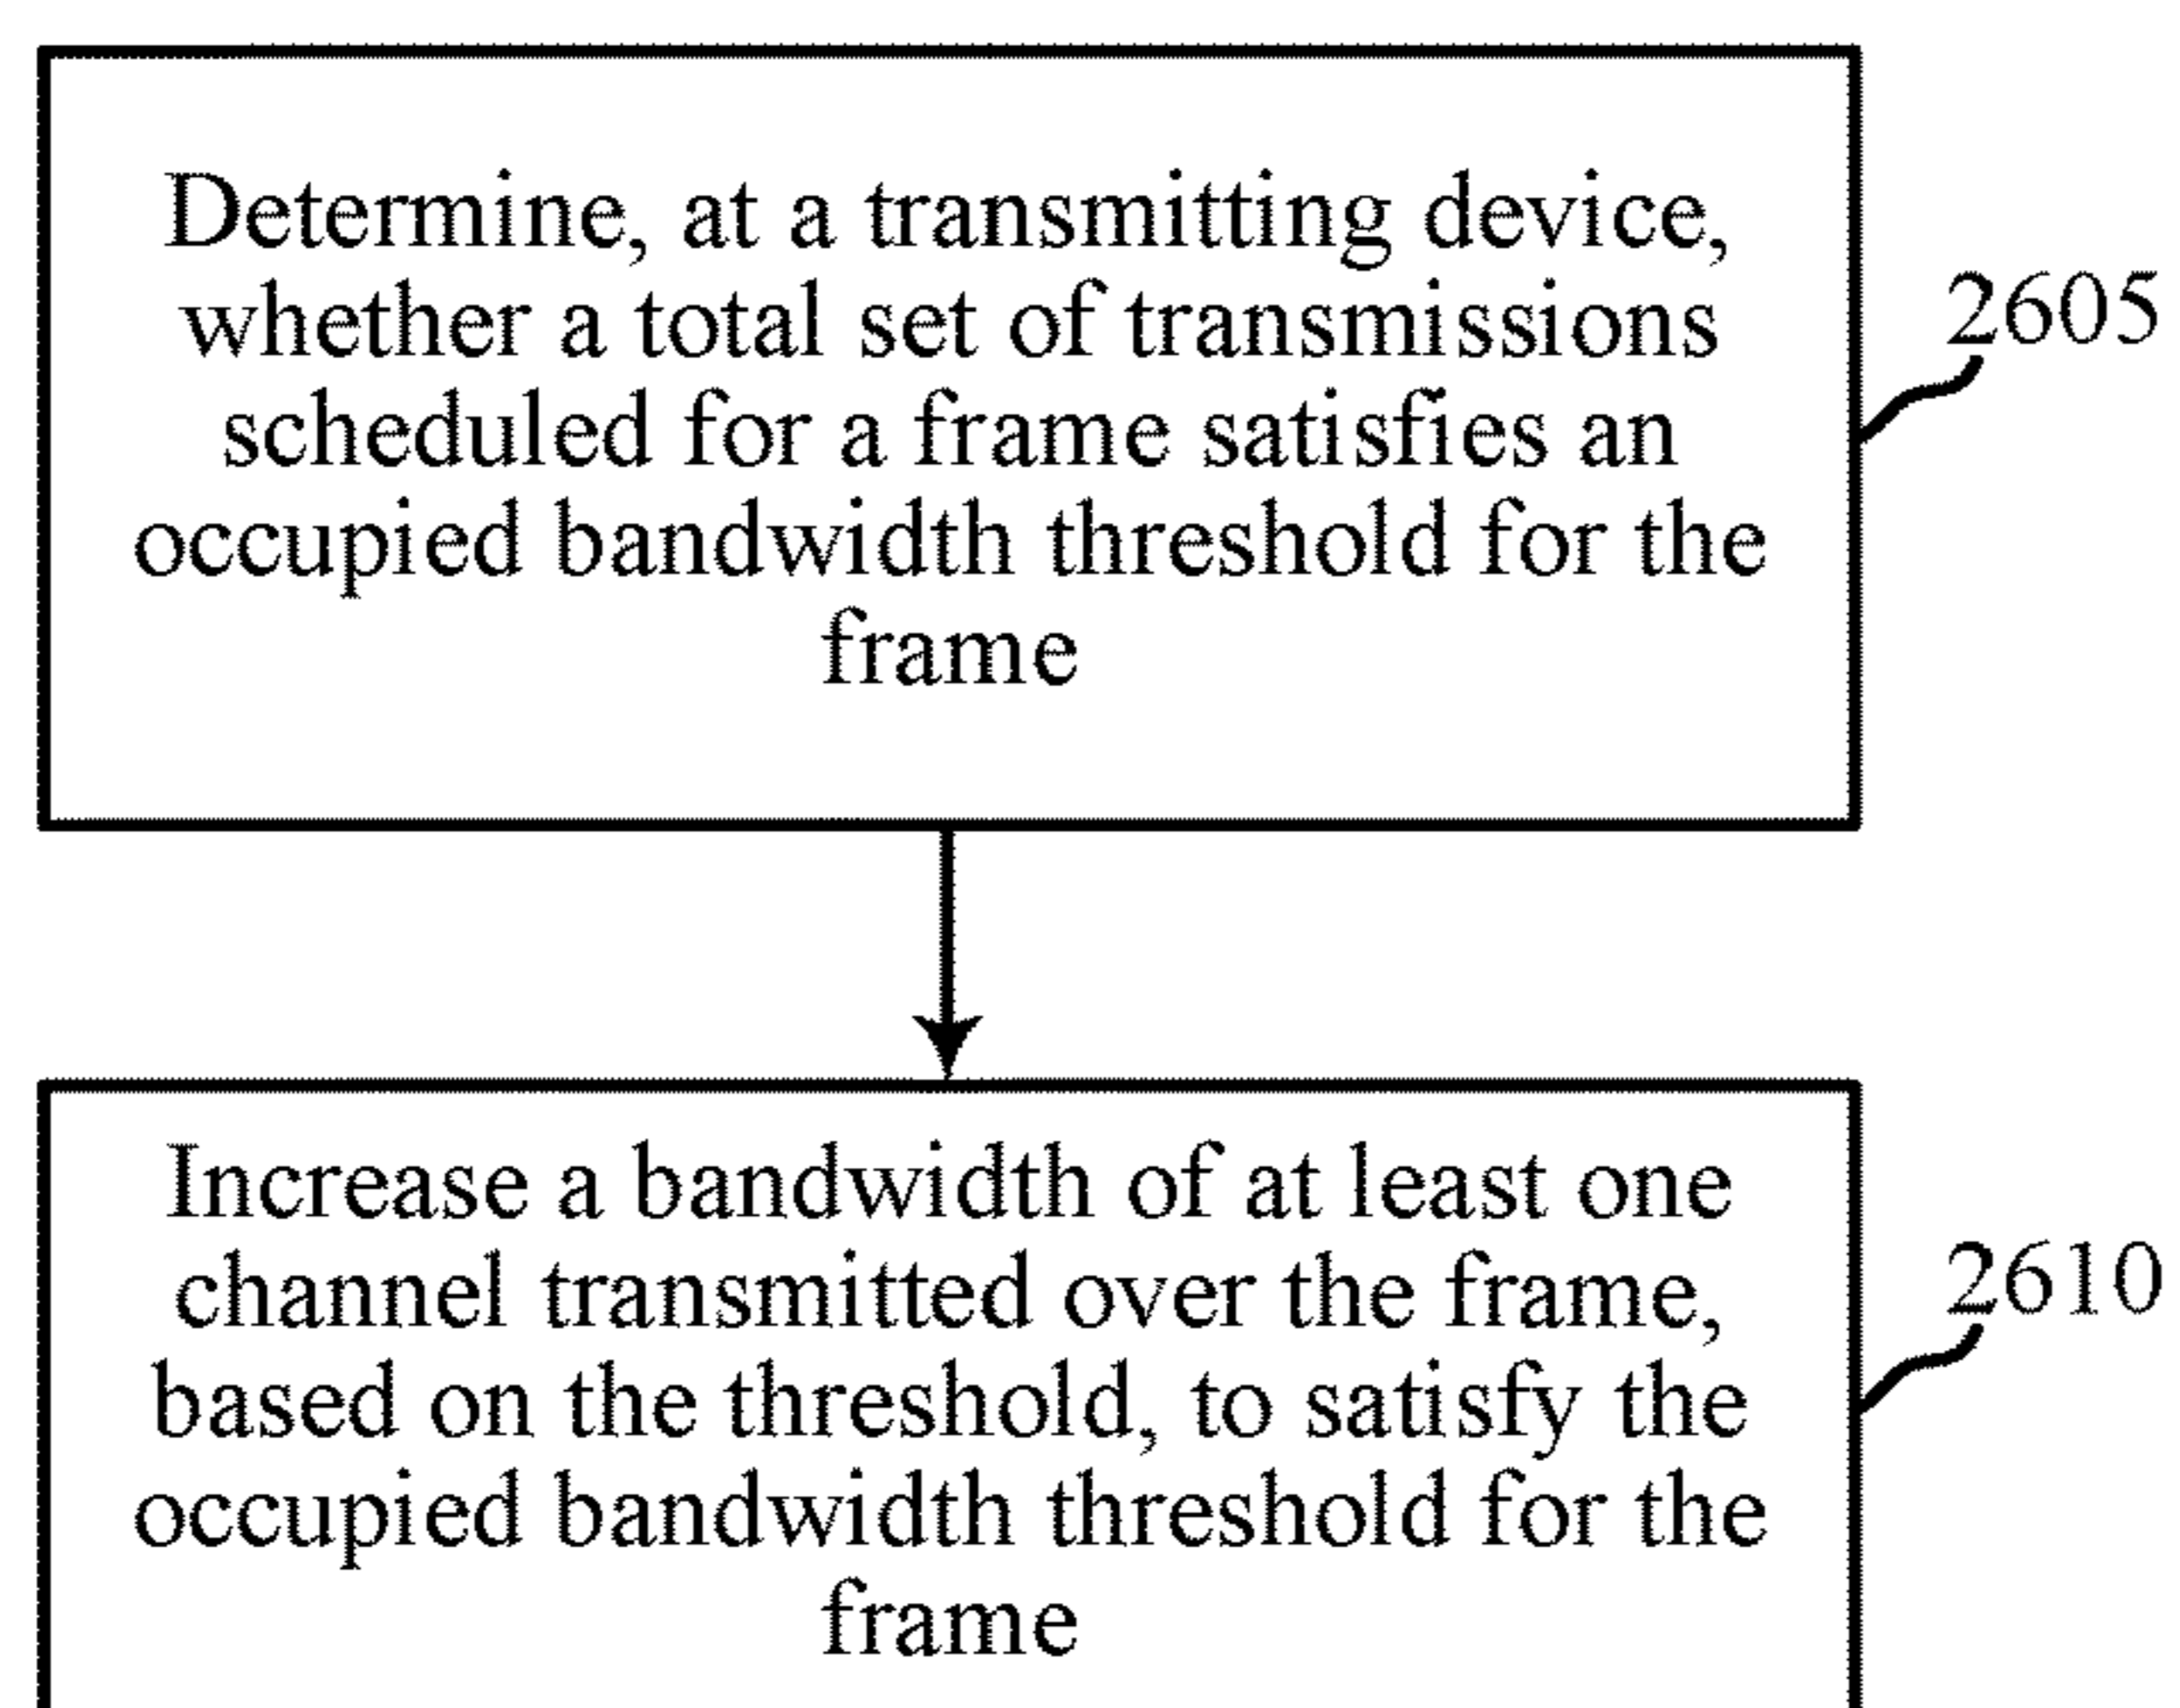 Determine, at a transmitting device,
whether a total set of transmissions
scheduled for a frame satisfies an
occupied bandwidth threshold for the
frame
2605
Increase a bandwidth of at least one
channel transmitted over the frame,
based on the threshold, to satisfy the
occupied bandwidth threshold for the
frame
2610